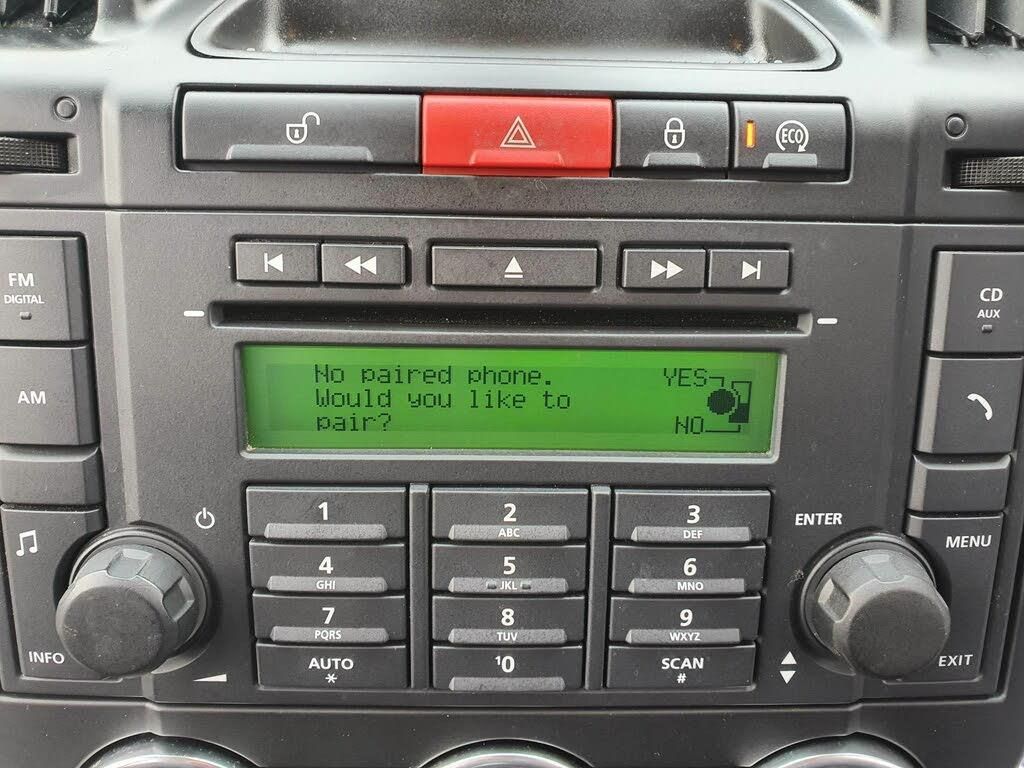 ECO
FM
DIGITAL
CD
AUX
AM
No paired phone.
Would you like to
pair?
YES
NO
1
2
ABC
3
DEF
ENTER
MENU
4
GHI
5
JKL
6
MNO
7
PQRS
8
TUV
9
WXYZ
INFO
AUTO
*
10
SCAN
#
EXIT